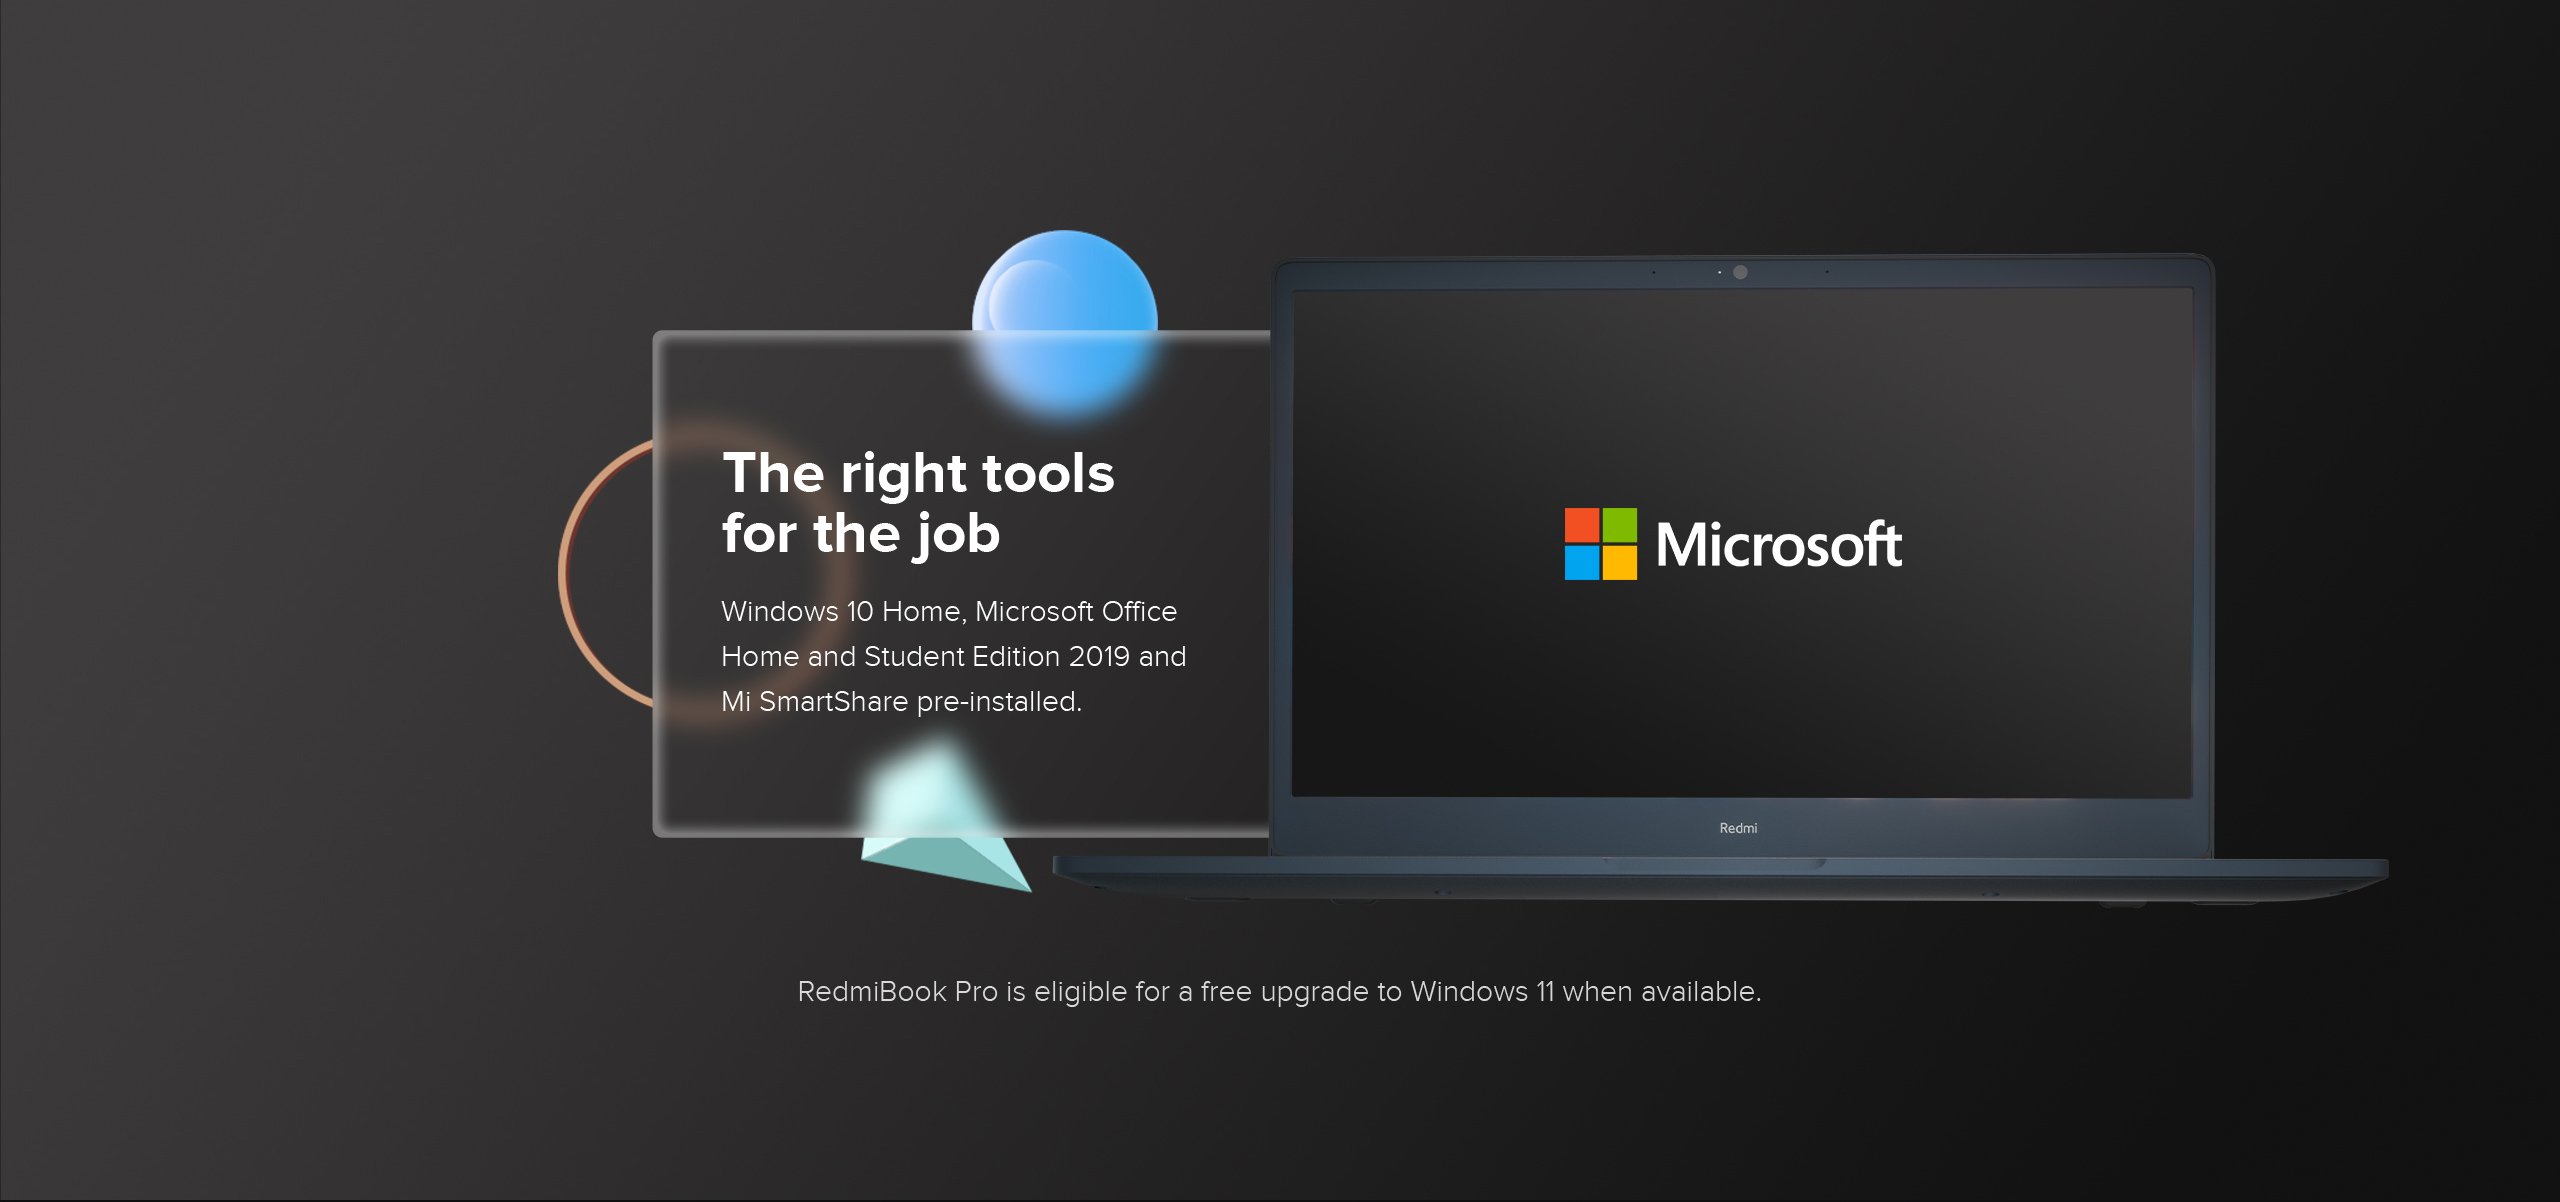 The right tools
for the job
Windows 10 Home, Microsoft Office
Home and Student Edition 2019 and
Mi SmartShare pre-installed.
Microsoft
Redmi
RedmiBook Pro is eligible for a free upgrade to Windows 11 when available.